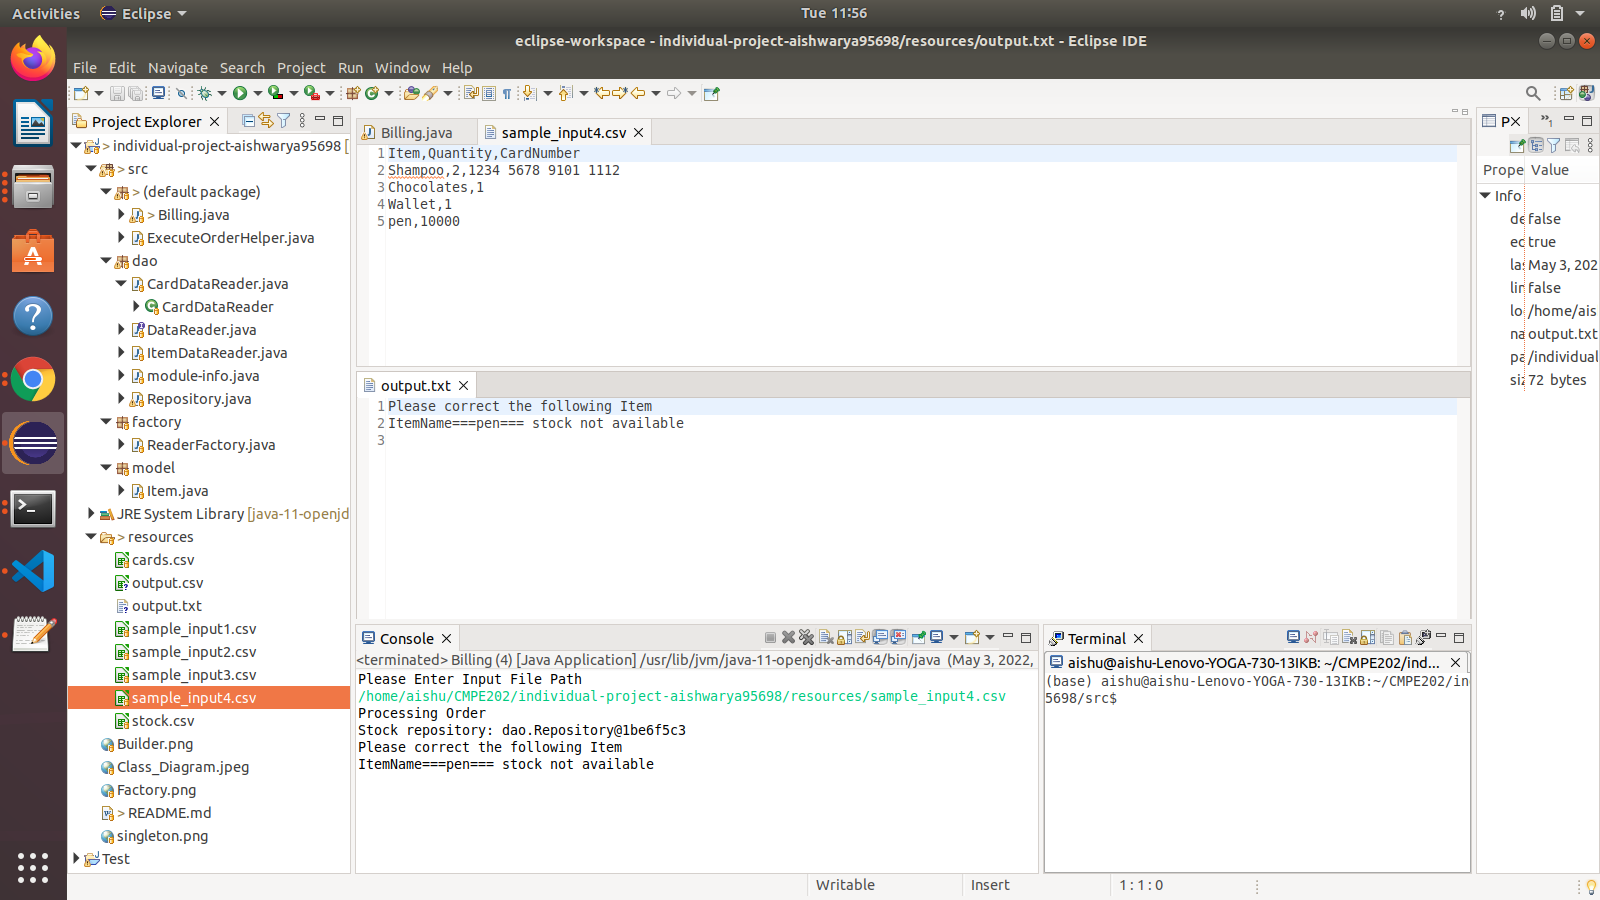 Activities
Eclipse
Tue 11:56
eclipse-workspace - individual-project-aishwarya95698/resources/output.txt - Eclipse IDE
File Edit Navigate Search Project Run Window Help
Project Explorer
> individual-project-aishwarya95698 [
> src
> (default package)
> Billing.java
ExecuteOrderHelper.java
dao
CardDataReader.java
CardDataReader
DataReader.java
ItemDataReader.java
module-info.java
Repository.java
factory
ReaderFactory.java
model
Item.java
JRE System Library [java-11-openjd
> resources
cards.csv
output.csv
output.txt
sample_input1.csv
sample_input2.csv
sample_input3.csv
sample_input4.csv
stock.csv
Builder.png
Class_Diagram.jpeg
Factory.png
> README.md
singleton.png
Test
Billing.java
sample_input4.csv
1 Item,Quantity,CardNumber
2 Shampoo,2,1234 5678 9101 1112
3 Chocolates,1
4 Wallet,1
5 pen,10000
output.txt
1 Please correct the following Item
2 ItemName===pen=== stock not available
3
Console
<terminated> Billing (4) [Java Application] /usr/lib/jvm/java-11-openjdk-amd64/bin/java (May 3, 2022,
Please Enter Input File Path
/home/aishu/CMPE202/individual-project-aishwarya95698/resources/sample_input4.csv
Processing Order
Stock repository: dao.Repository@1be6f5c3
Please correct the following Item
ItemName===pen=== stock not available
Terminal
aishu@aishu-Lenovo-YOGA-730-13IKB: ~/CMPE202/ind...
(base) aishu@aishu-Lenovo-YOGA-730-13IKB:~/CMPE202/in
5698/src$
P
Prope Value
Info
de false
ec true
las May 3, 202
lin false
lo /home/ais
na output.txt
pa /individual
siz 72 bytes
Writable
Insert
1 : 1 : 0